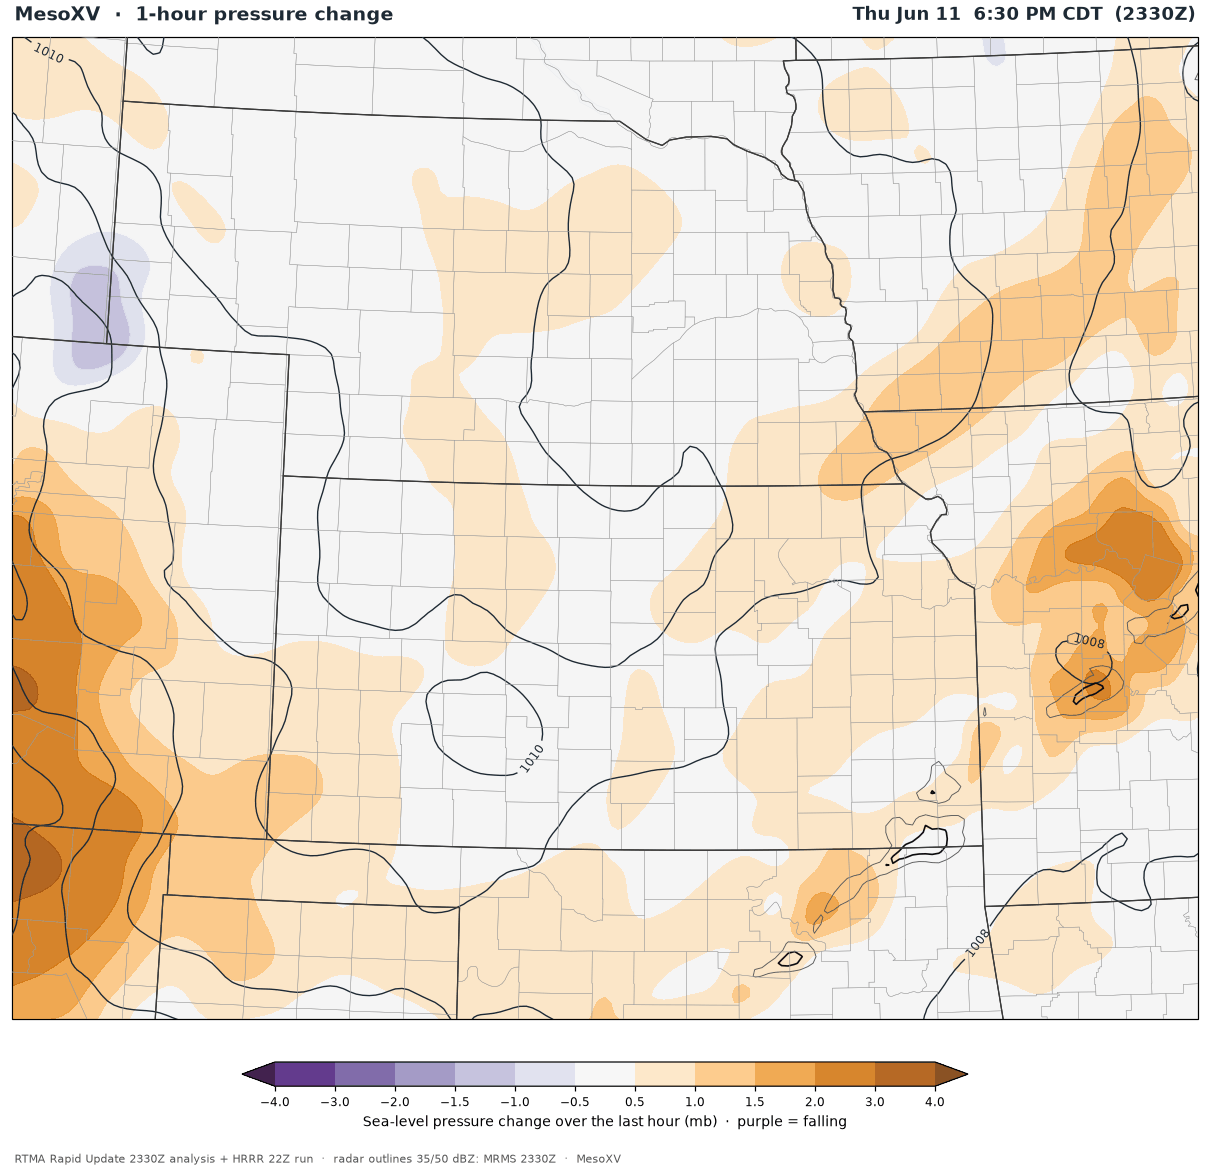 MesoXV · 1-hour pressure change
Thu Jun 11 6:30 PM CDT (2330Z)
1010
1008
1010
1008
−4.0 −3.0 −2.0 −1.5 −1.0 −0.5 0.5 1.0 1.5 2.0 3.0 4.0
Sea-level pressure change over the last hour (mb) · purple = falling
RTMA Rapid Update 2330Z analysis + HRRR 22Z run · radar outlines 35/50 dBZ: MRMS 2330Z · MesoXV